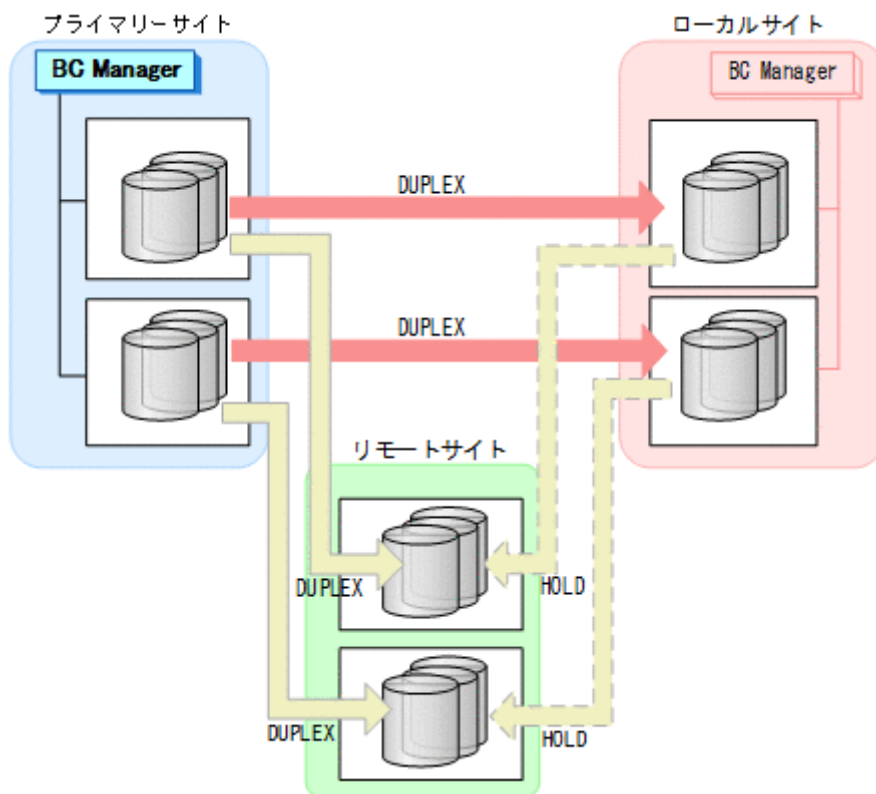 プライマリーサイト
ローカルサイト
BC Manager
BC Manager
DUPLEX
DUPLEX
リモートサイト
DUPLEX
HOLD
DUPLEX
HOLD